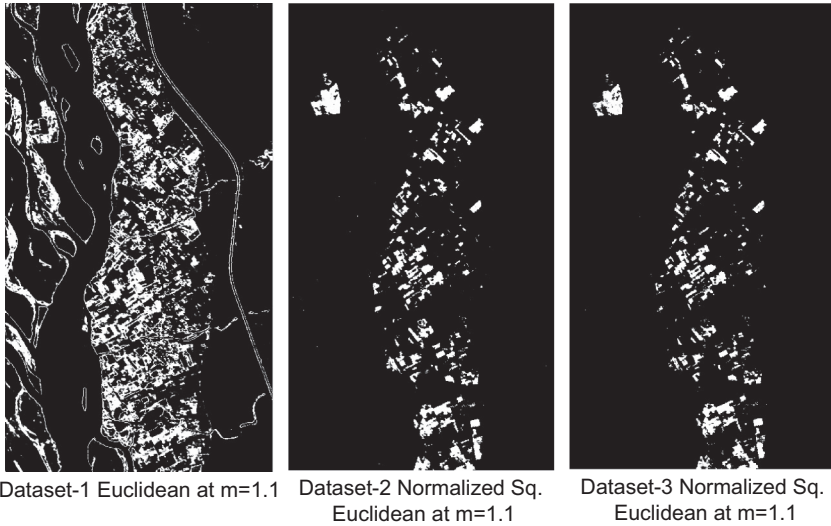 Dataset-1 Euclidean at m=1.1
Dataset-2 Normalized Sq.
Euclidean at m=1.1
Dataset-3 Normalized Sq.
Euclidean at m=1.1